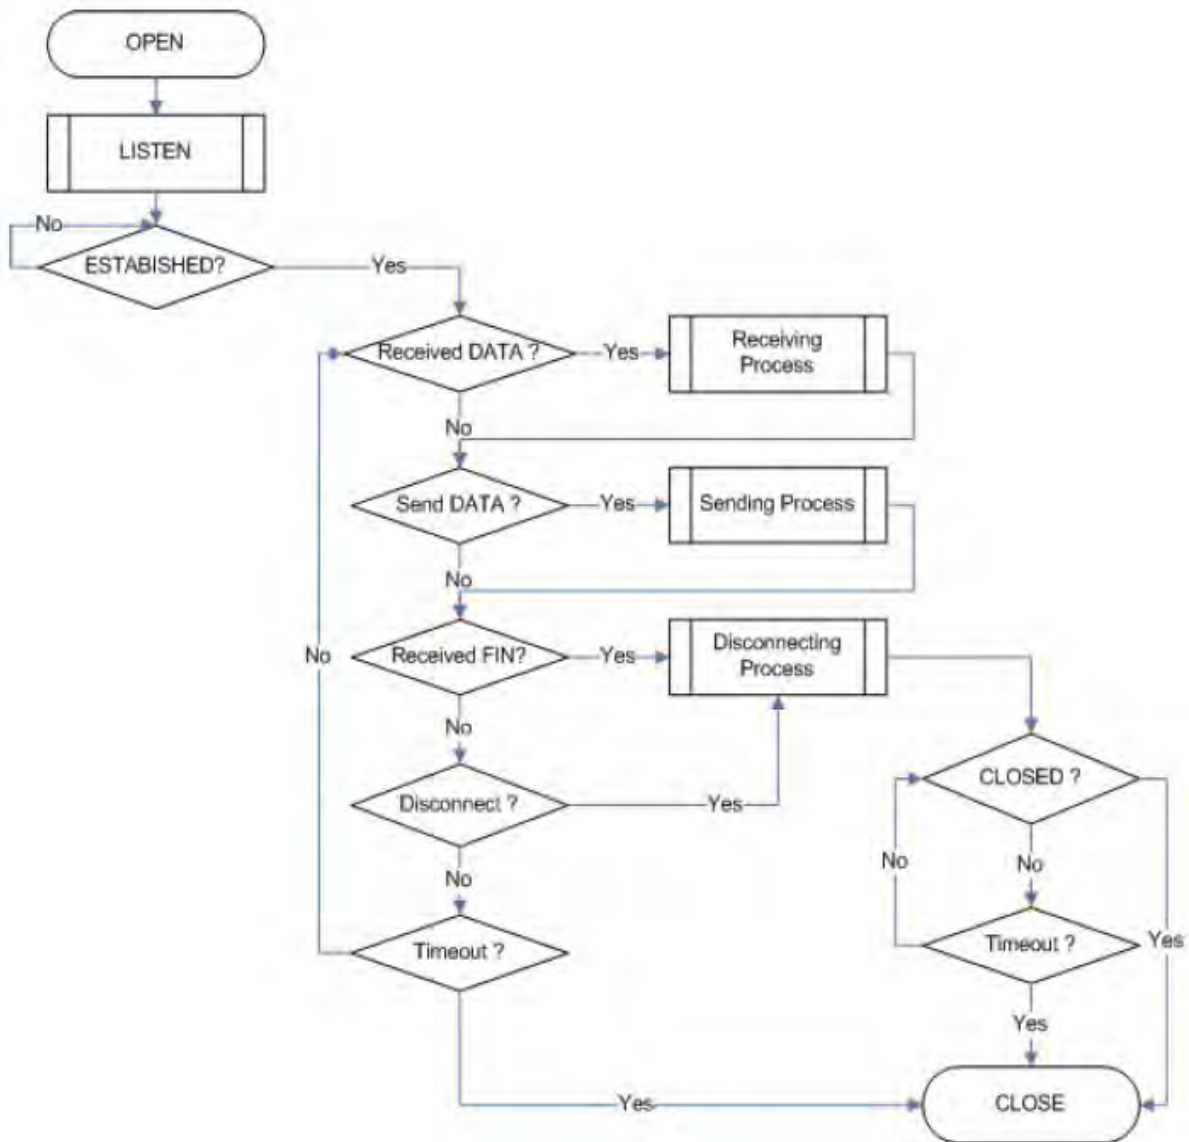 OPEN
LISTEN
No
ESTABISHED?
Yes
Received DATA ?
Yes
Receiving
Process
No
Send DATA ?
Yes
Sending Process
No
Received FIN?
Yes
Disconnecting
Process
No
No
Disconnect ?
Yes
CLOSED ?
No
No
No
Timeout ?
Timeout ?
Yes
Yes
Yes
CLOSE